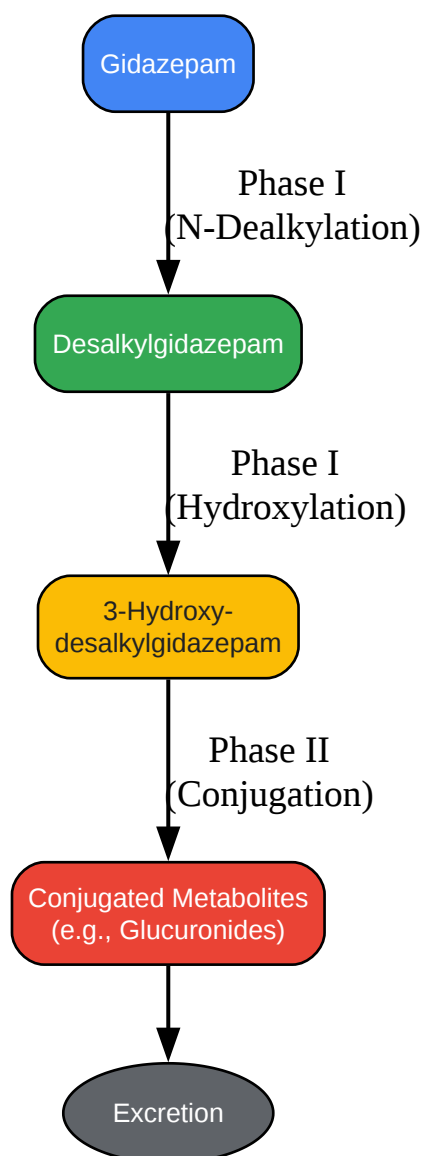 Gidazepam
Phase I
(N-Dealkylation)
Desalkylgidazepam
Phase I
(Hydroxylation)
3-Hydroxy-
desalkylgidazepam
Phase II
(Conjugation)
Conjugated Metabolites
(e.g., Glucuronides)
Excretion